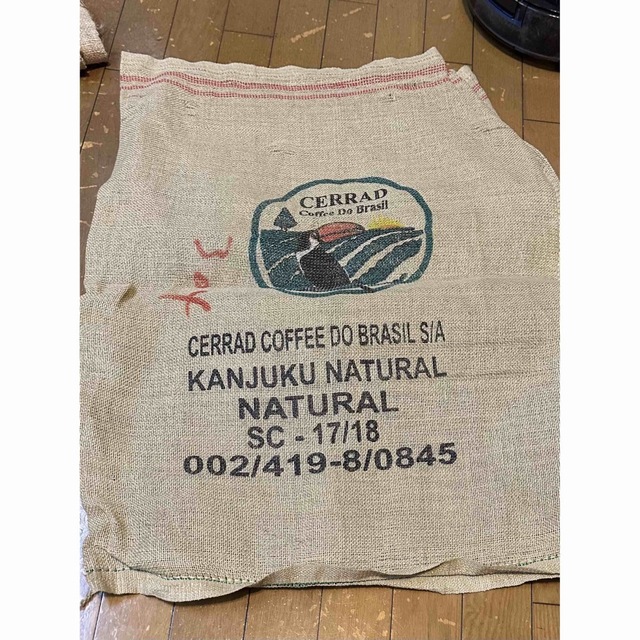 CERRAD
Coffee Do Brasil
CERRAD COFFEE DO BRASIL S/A
KANJUKU NATURAL
NATURAL
SC - 17/18
002/419-8/0845